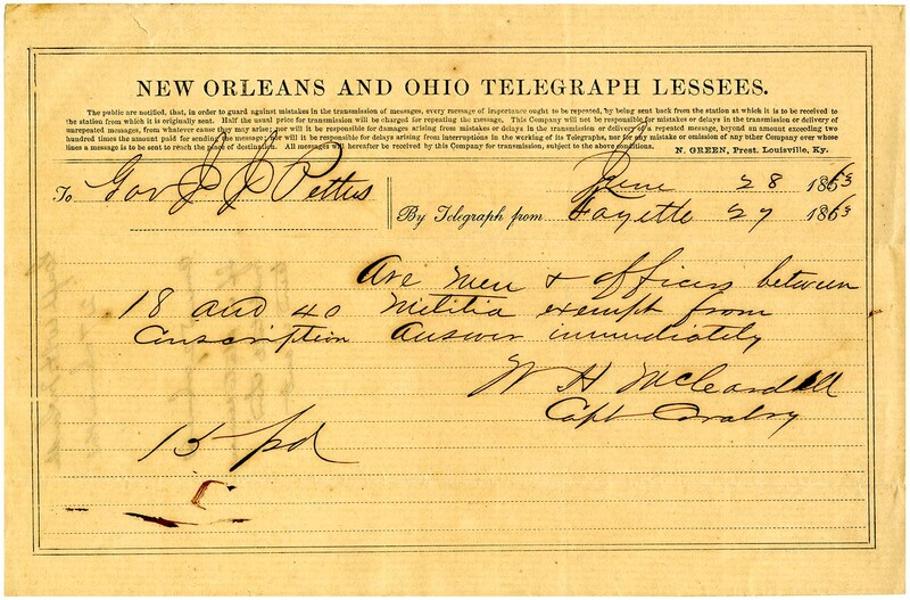 NEW ORLEANS AND OHIO TELEGRAPH LESSEES.
The public are notified, that, in order to guard against mistakes in the transmission of messages, every message of importance ought to be repeated, by being sent back from the station at which it is to be received to
the station from which it is originally sent. Half the usual price for transmission will be charged for repeating the message. This Company will not be responsible for mistakes or delays in the transmission or delivery of
unrepeated messages, from whatever cause they may arise; nor will it be responsible for damages arising from mistakes or delays in the transmission or delivery of a repeated message, beyond an amount exceeding two
hundred times the amount paid for sending the message; nor will it be responsible for delays arising from interruptions in the working of its Telegraphs, nor for any mistake or omission of any other Company over whose
lines a message is to be sent to reach the place of destination. All messages will hereafter be received by this Company for transmission, subject to the above conditions.
N. GREEN, Prest. Louisville, Ky.
To Gov J J Pettus
June 28 1863
By Telegraph from Fayette 27 1863
Are men & officers between
18 and 40 Militia exempt from
Conscription Answer immediately
W H McCeardell
Capt Cavalry
15 pd